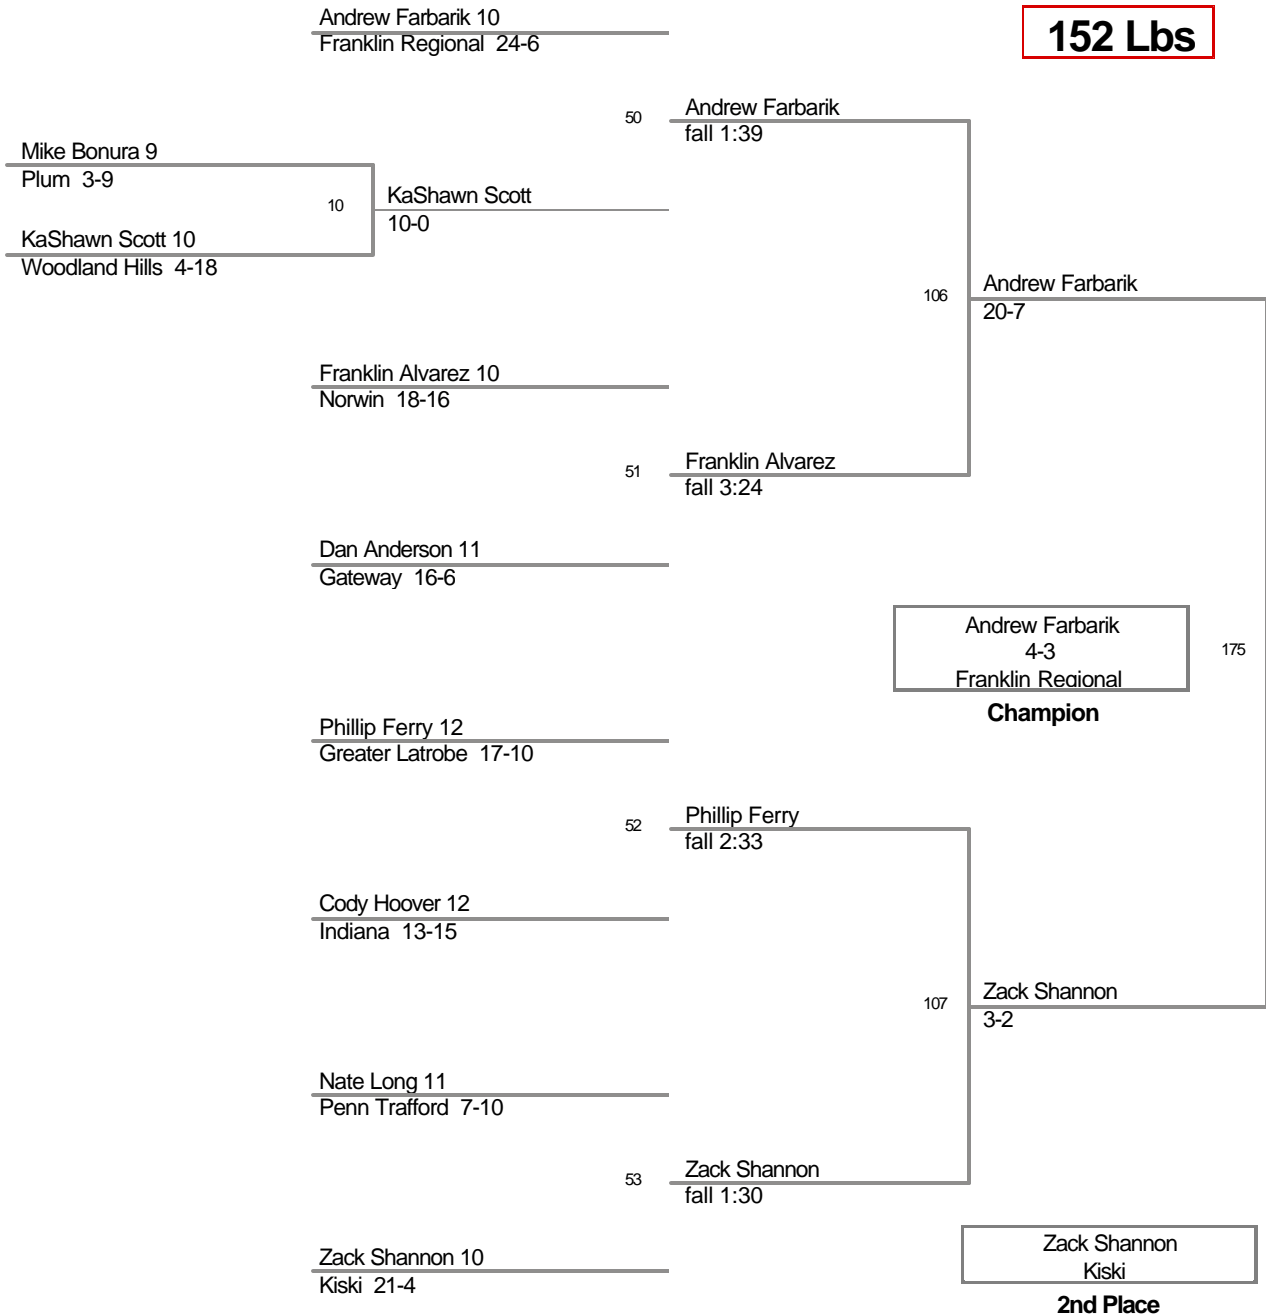 Andrew Farbarik 10
Franklin Regional 24-6
152 Lbs
50
Andrew Farbarik
fall 1:39
Mike Bonura 9
Plum 3-9
10
KaShawn Scott
10-0
KaShawn Scott 10
Woodland Hills 4-18
106
Andrew Farbarik
20-7
Franklin Alvarez 10
Norwin 18-16
51
Franklin Alvarez
fall 3:24
Dan Anderson 11
Gateway 16-6
Andrew Farbarik
4-3
Franklin Regional
Champion
175
Phillip Ferry 12
Greater Latrobe 17-10
52
Phillip Ferry
fall 2:33
Cody Hoover 12
Indiana 13-15
107
Zack Shannon
3-2
Nate Long 11
Penn Trafford 7-10
53
Zack Shannon
fall 1:30
Zack Shannon 10
Kiski 21-4
Zack Shannon
Kiski
2nd Place